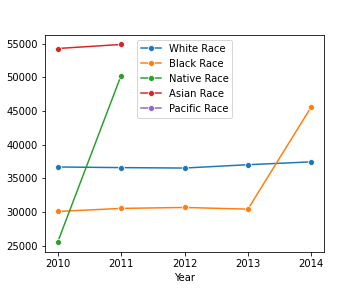 55000
50000
45000
40000
35000
30000
25000
White Race
Black Race
Native Race
Asian Race
Pacific Race
2010 2011 2012 2013 2014
Year